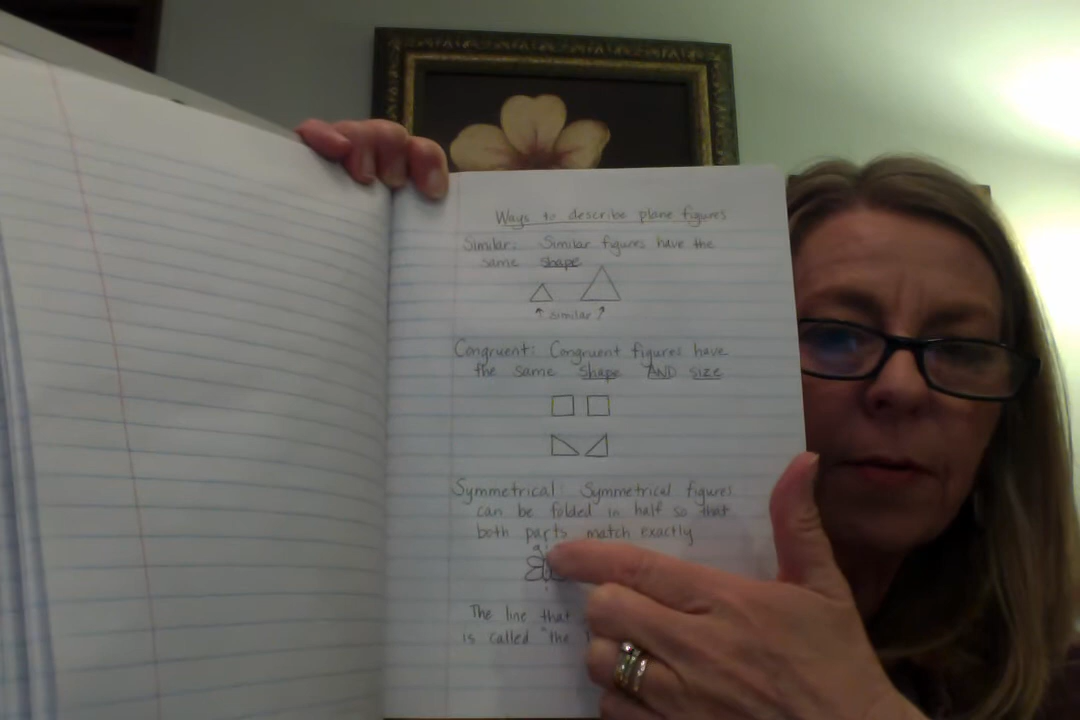 Ways to describe plane figures
Similar: Similar figures have the
same shape
↑ similar ↗
Congruent: Congruent figures have
the same shape AND size
Symmetrical: Symmetrical figures
can be folded in half so that
both parts match exactly
The line that
is called "the